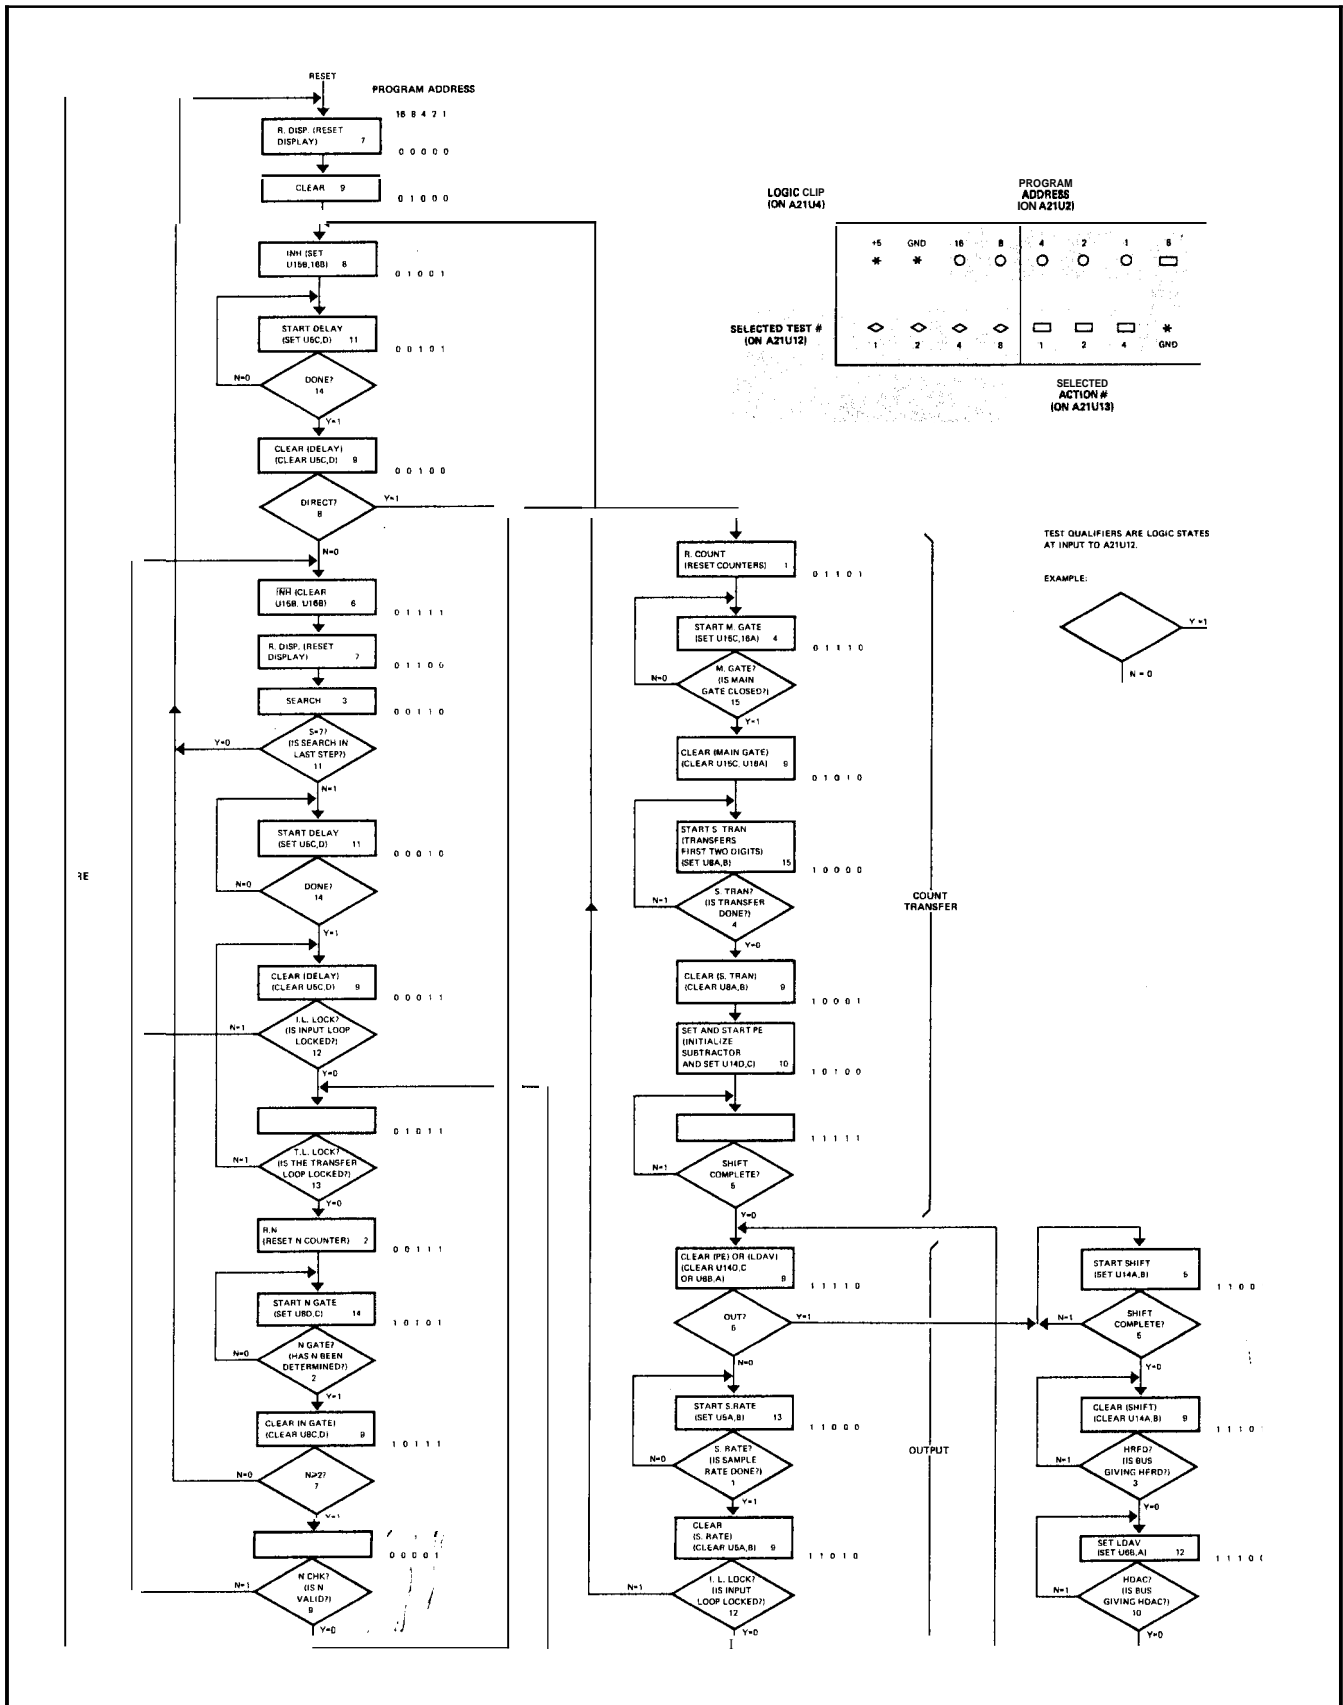 RESET
PROGRAM ADDRESS
16 8 4 2 1
R. DISP. (RESET
DISPLAY) 7
0 0 0 0 0
CLEAR 9
0 1 0 0 0
INH (SET
U15B,16B) 8
0 1 0 0 1
START DELAY
(SET U5C,D) 11
0 0 1 0 1
N=0
DONE?
14
Y=1
CLEAR (DELAY)
(CLEAR U5C,D) 9
0 0 1 0 0
DIRECT?
8
Y=1
N=0
INH (CLEAR
U15B, U16B) 6
0 1 1 1 1
R. DISP. (RESET
DISPLAY) 7
0 1 1 0 0
SEARCH 3
0 0 1 1 0
Y=0
S=7?
(IS SEARCH IN
LAST STEP?)
11
N=1
START DELAY
(SET U5C,D) 11
0 0 0 1 0
RE
N=0
DONE?
14
Y=1
CLEAR (DELAY)
(CLEAR U5C,D) 9
0 0 0 1 1
N=1
I.L. LOCK?
(IS INPUT LOOP
LOCKED?)
12
Y=0
0 1 0 1 1
N=1
T.L. LOCK?
(IS THE TRANSFER
LOOP LOCKED?)
13
Y=0
R.N
(RESET N COUNTER) 2
0 0 1 1 1
START N GATE
(SET U8D,C) 14
1 0 1 0 1
N=0
N GATE?
(HAS N BEEN
DETERMINED?)
2
Y=1
CLEAR (N GATE)
(CLEAR U8C,D) 9
1 0 1 1 1
N=0
N≥2?
7
Y=1
0 0 0 0 1
N=1
N CHK?
(IS N
VALID?)
9
Y=0
R. COUNT
(RESET COUNTERS) 1
0 1 1 0 1
START M. GATE
(SET U15C,16A) 4
0 1 1 1 0
N=0
M. GATE?
(IS MAIN
GATE CLOSED?)
15
Y=1
CLEAR (MAIN GATE)
(CLEAR U15C, U16A) 9
0 1 0 1 0
START S. TRAN
(TRANSFERS
FIRST TWO DIGITS)
(SET U8A,B) 15
1 0 0 0 0
N=1
S. TRAN?
(IS TRANSFER
DONE?)
4
Y=0
CLEAR (S. TRAN)
(CLEAR U8A,B) 9
1 0 0 0 1
SET AND START PE
(INITIALIZE
SUBTRACTOR
AND SET U14D,C) 10
1 0 1 0 0
1 1 1 1 1
N=1
SHIFT
COMPLETE?
5
Y=0
COUNT
TRANSFER
CLEAR (PE) OR (LDAV)
(CLEAR U14D,C
OR U6B,A) 9
1 1 1 1 0
OUT?
6
Y=1
N=0
START S.RATE
(SET U5A,B) 13
1 1 0 0 0
N=0
S. RATE?
(IS SAMPLE
RATE DONE?)
1
Y=1
CLEAR
(S. RATE)
(CLEAR U5A,B) 9
1 1 0 1 0
N=1
I. L. LOCK?
(IS INPUT
LOOP LOCKED?)
12
Y=0
OUTPUT
START SHIFT
(SET U14A,B) 5
1 1 0 0
N=1
SHIFT
COMPLETE?
5
Y=0
CLEAR (SHIFT)
(CLEAR U14A,B) 9
1 1 1 0
N=1
HRFD?
(IS BUS
GIVING HFRD?)
3
Y=0
SET LDAV
(SET U6B,A) 12
1 1 1 0
N=1
HDAC?
(IS BUS
GIVING HDAC?)
10
Y=0
LOGIC CLIP
(ON A21U4)
PROGRAM
ADDRESS
(ON A21U2)
+5 GND 16 8 4 2 1 8
* *
SELECTED TEST #
(ON A21U12)
*
1 2 4 8 1 2 4 GND
SELECTED
ACTION #
(ON A21U13)
TEST QUALIFIERS ARE LOGIC STATES
AT INPUT TO A21U12.
EXAMPLE:
Y=1
N = 0